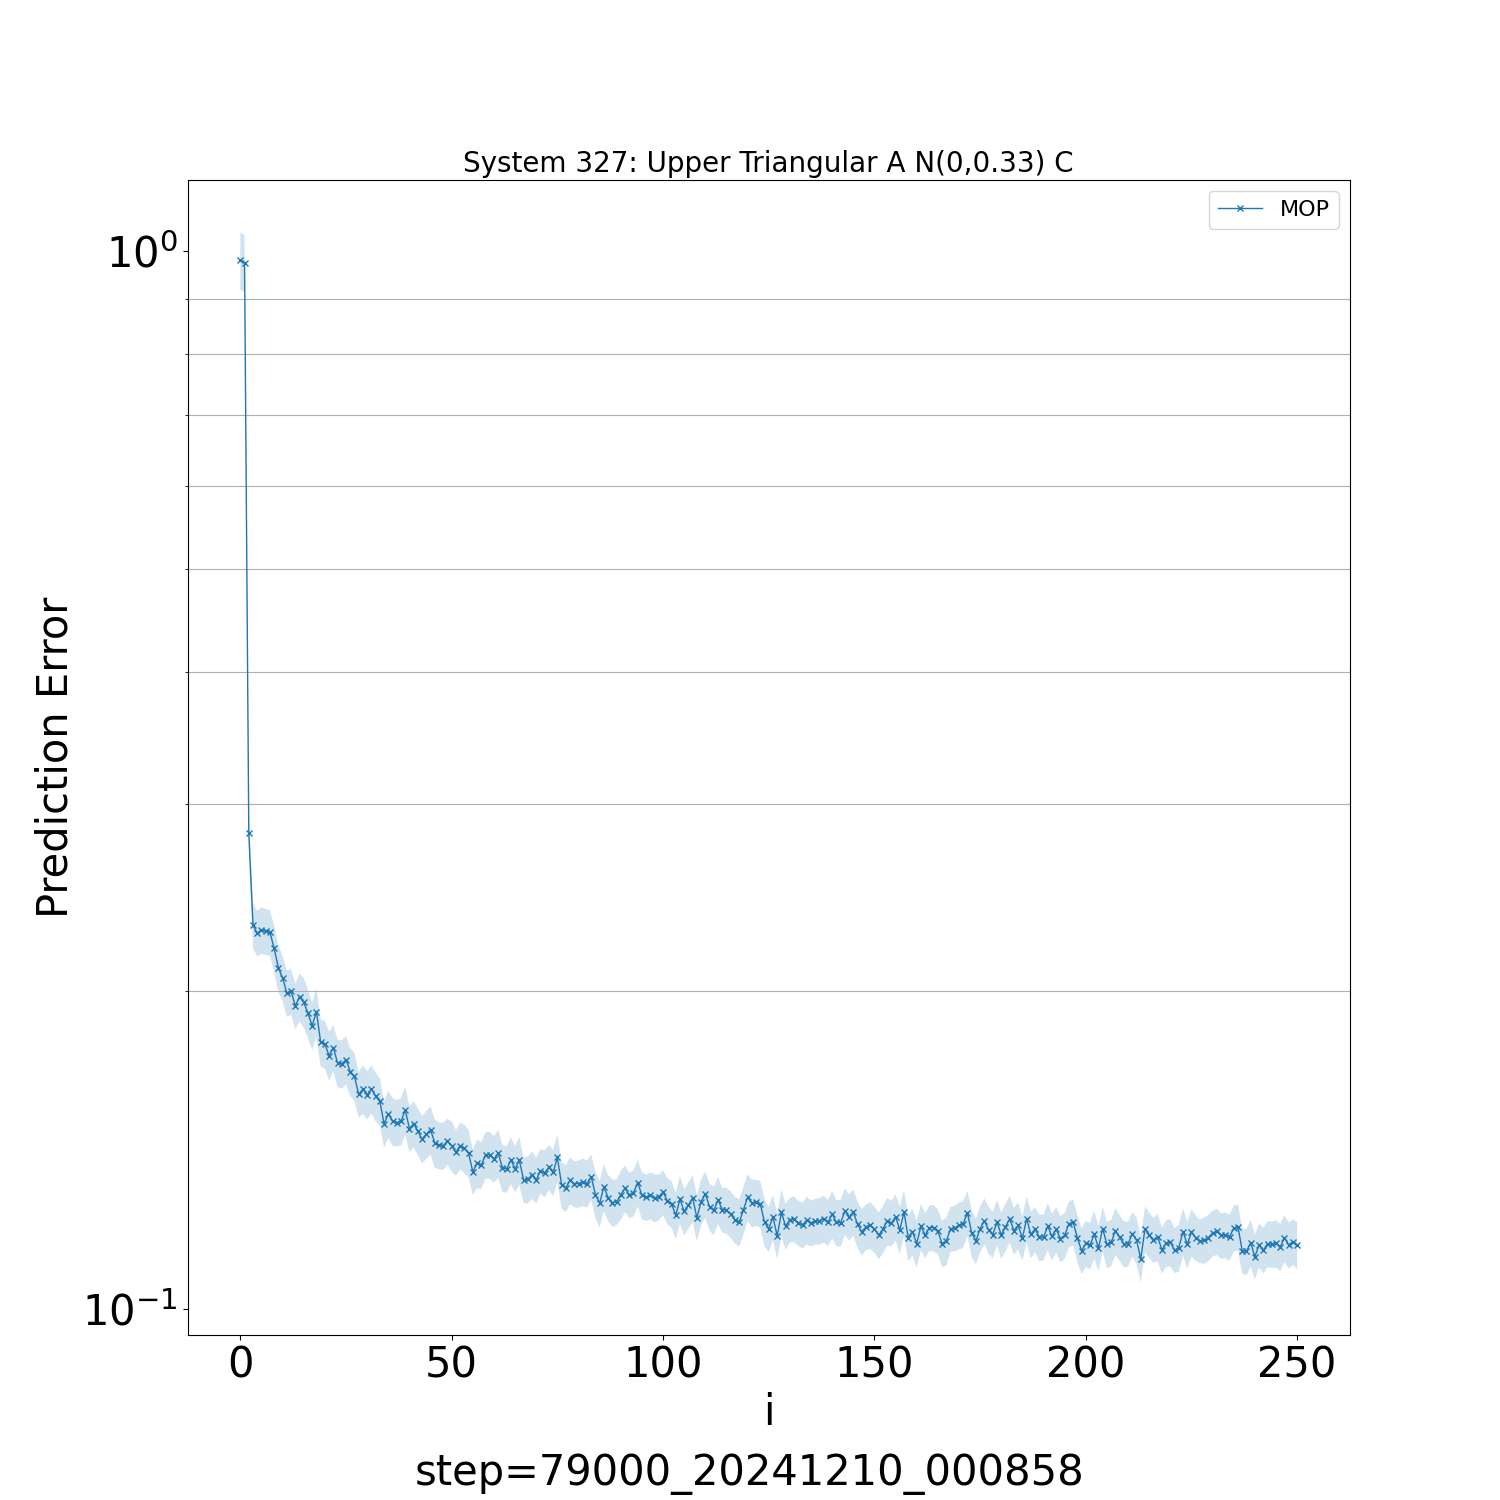 System 327: Upper Triangular A N(0,0.33) C
MOP
10⁰
10⁻¹
Prediction Error
0 50 100 150 200 250
i
step=79000_20241210_000858